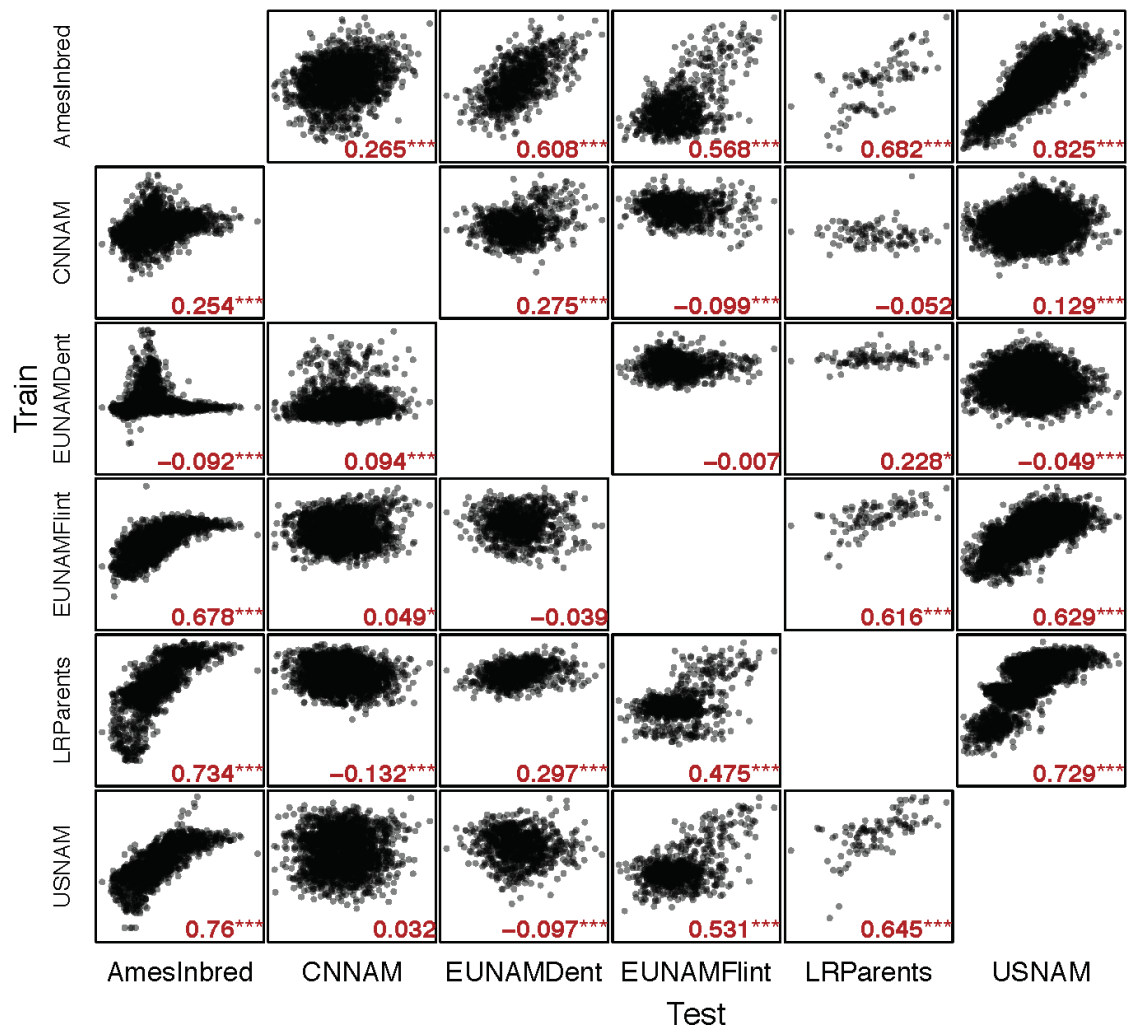 AmesInbred
0.265*** 0.608*** 0.568*** 0.682*** 0.825***
CNNAM
0.254*** 0.275*** −0.099*** −0.052 0.129***
Train
EUNAMDent
−0.092*** 0.094*** −0.007 0.228* −0.049***
EUNAMFlint
0.678*** 0.049* −0.039 0.616*** 0.629***
LRParents
0.734*** −0.132*** 0.297*** 0.475*** 0.729***
USNAM
0.76*** 0.032 −0.097*** 0.531*** 0.645***
AmesInbred CNNAM EUNAMDent EUNAMFlint LRParents USNAM
Test